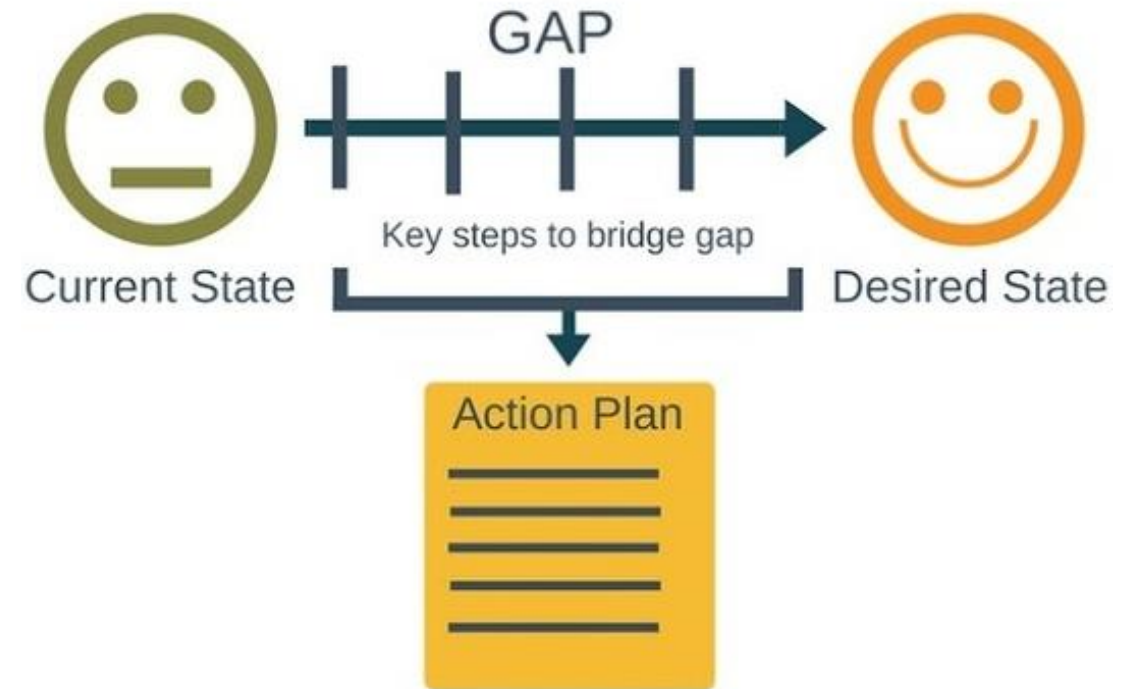 GAP
Key steps to bridge gap
Current State
Desired State
Action Plan